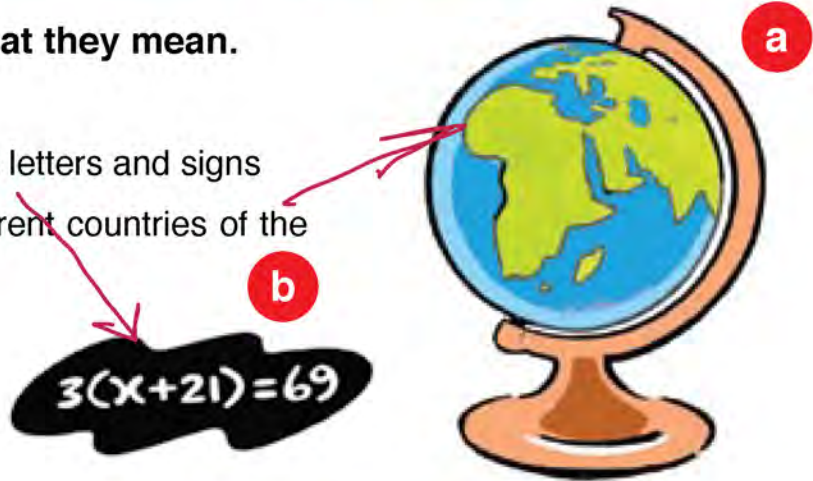 at they mean.
a
letters and signs
rent countries of the
b
3(x+21)=69